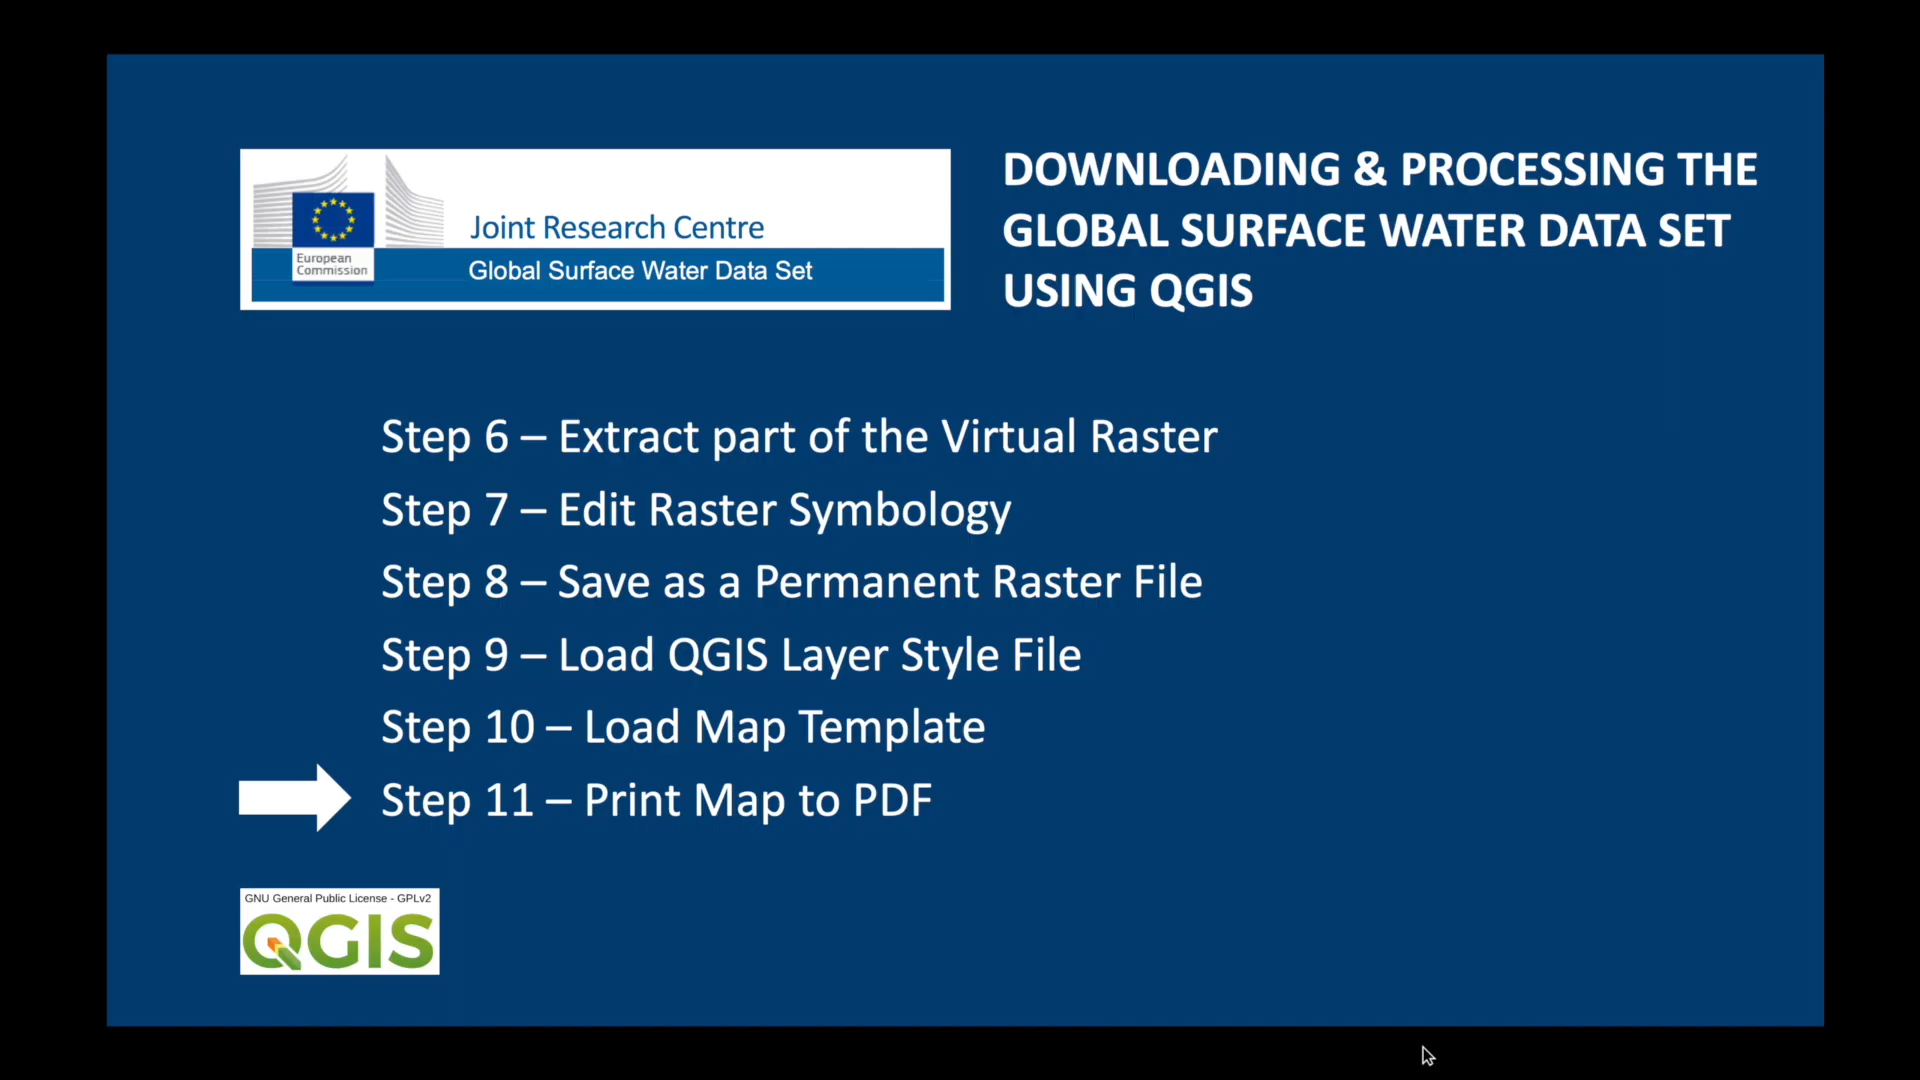 DOWNLOADING & PROCESSING THE
GLOBAL SURFACE WATER DATA SET
USING QGIS
European
Commission
Joint Research Centre
Global Surface Water Data Set
Step 6 – Extract part of the Virtual Raster
Step 7 – Edit Raster Symbology
Step 8 – Save as a Permanent Raster File
Step 9 – Load QGIS Layer Style File
Step 10 – Load Map Template
Step 11 – Print Map to PDF
GNU General Public License - GPLv2
QGIS